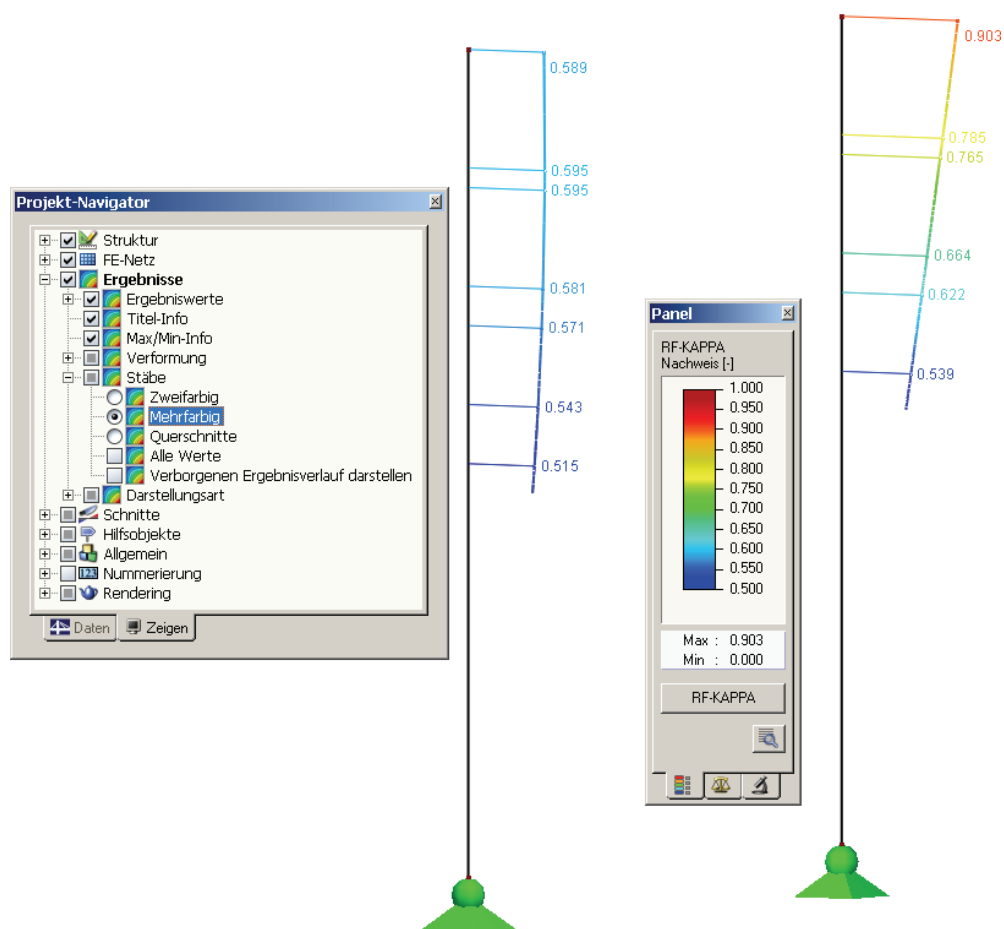 0.903
0.589
0.785
0.765
0.595
0.595
Projekt-Navigator
Struktur
FE-Netz
Ergebnisse
Ergebniswerte
Titel-Info
Max/Min-Info
Verformung
Stäbe
Zweifarbig
Mehrfarbig
Querschnitte
Alle Werte
Verborgenen Ergebnisverlauf darstellen
Darstellungsart
Schnitte
Hilfsobjekte
Allgemein
123 Nummerierung
Rendering
Daten Zeigen
0.581
0.571
0.543
0.515
0.664
0.622
0.539
Panel
RF-KAPPA
Nachweis [-]
1.000
0.950
0.900
0.850
0.800
0.750
0.700
0.650
0.600
0.550
0.500
Max : 0.903
Min : 0.000
RF-KAPPA